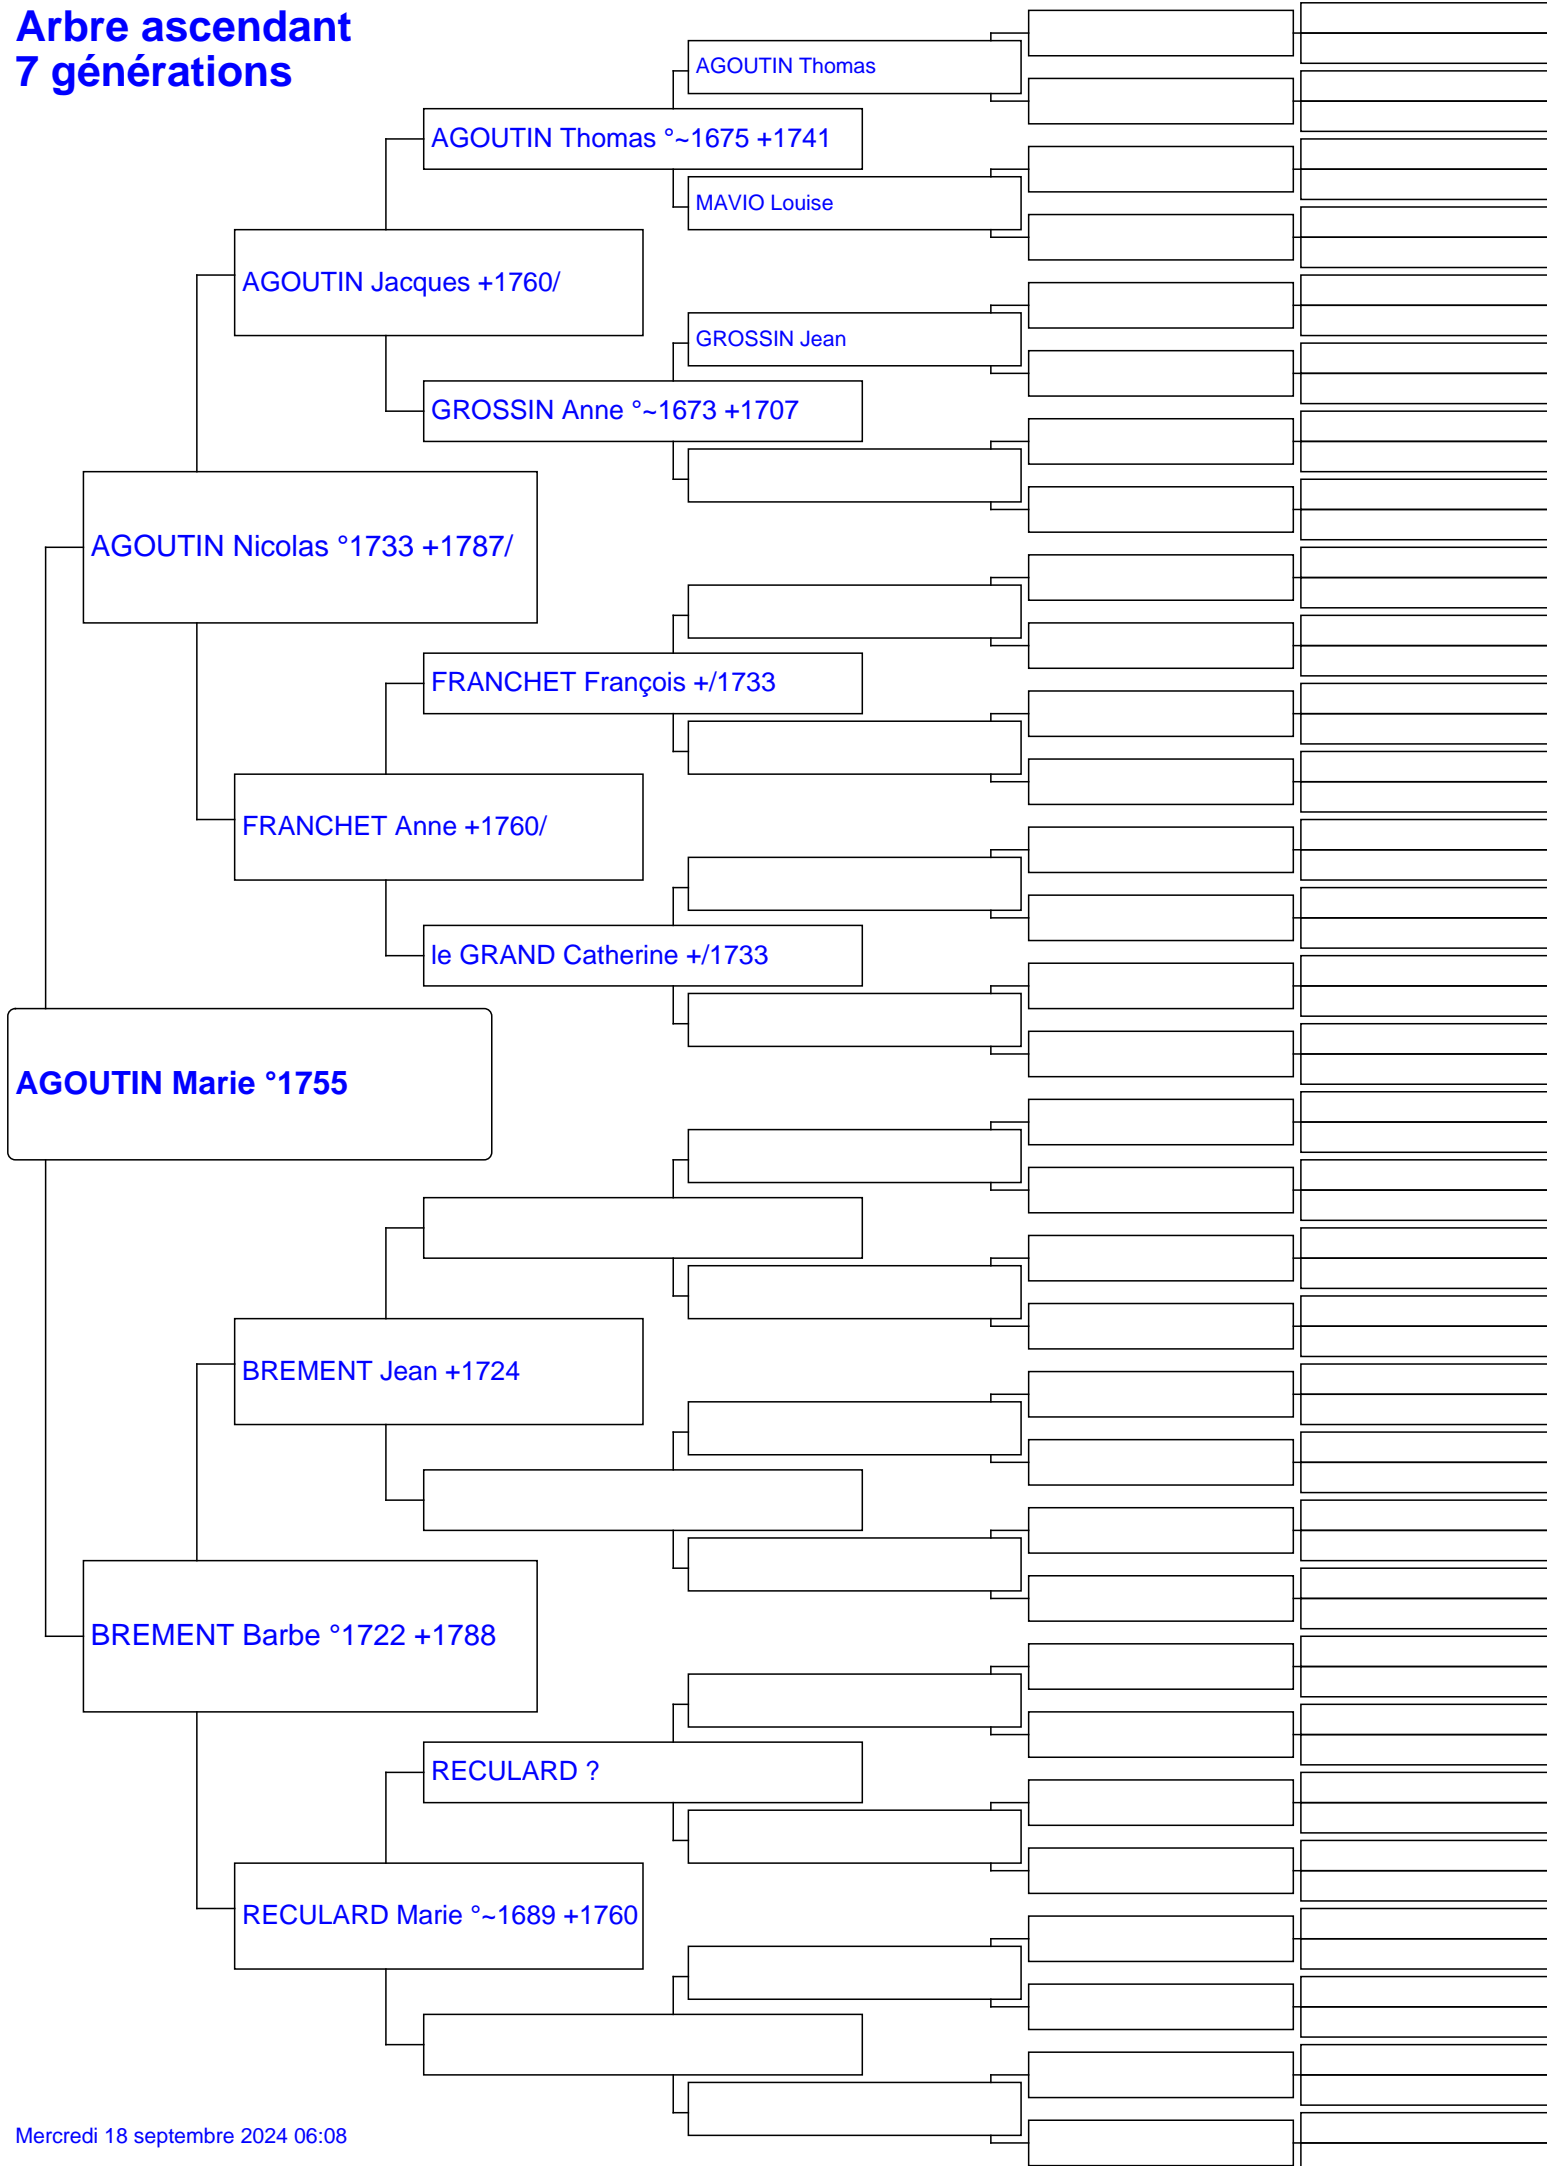 Arbre ascendant
7 générations
AGOUTIN Thomas
AGOUTIN Thomas °~1675 +1741
MAVIO Louise
AGOUTIN Jacques +1760/
GROSSIN Jean
GROSSIN Anne °~1673 +1707
AGOUTIN Nicolas °1733 +1787/
FRANCHET François +/1733
FRANCHET Anne +1760/
le GRAND Catherine +/1733
AGOUTIN Marie °1755
BREMENT Jean +1724
BREMENT Barbe °1722 +1788
RECULARD ?
RECULARD Marie °~1689 +1760
Mercredi 18 septembre 2024 06:08